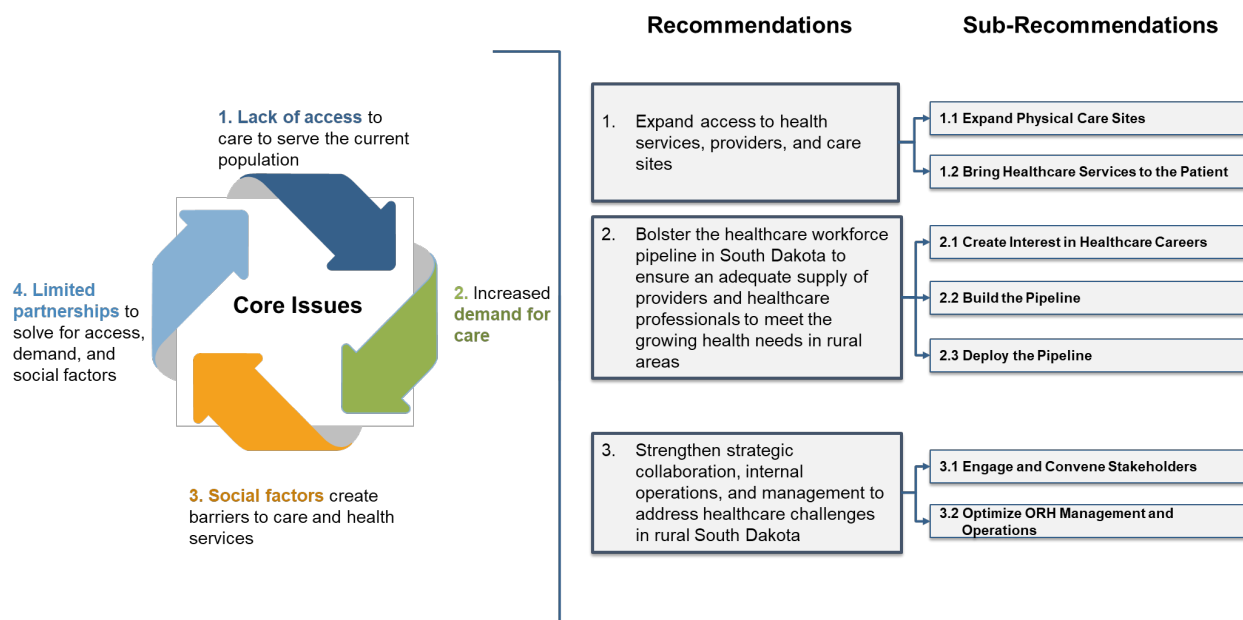 Recommendations
Sub-Recommendations
1. Lack of access to
care to serve the current
population
2. Increased
demand for
care
3. Social factors create
barriers to care and health
services
4. Limited
partnerships to
solve for access,
demand, and
social factors
Core Issues
1. Expand access to health
services, providers, and care
sites
1.1 Expand Physical Care Sites
1.2 Bring Healthcare Services to the Patient
2. Bolster the healthcare workforce
pipeline in South Dakota to
ensure an adequate supply of
providers and healthcare
professionals to meet the
growing health needs in rural
areas
2.1 Create Interest in Healthcare Careers
2.2 Build the Pipeline
2.3 Deploy the Pipeline
3. Strengthen strategic
collaboration, internal
operations, and management to
address healthcare challenges
in rural South Dakota
3.1 Engage and Convene Stakeholders
3.2 Optimize ORH Management and
Operations